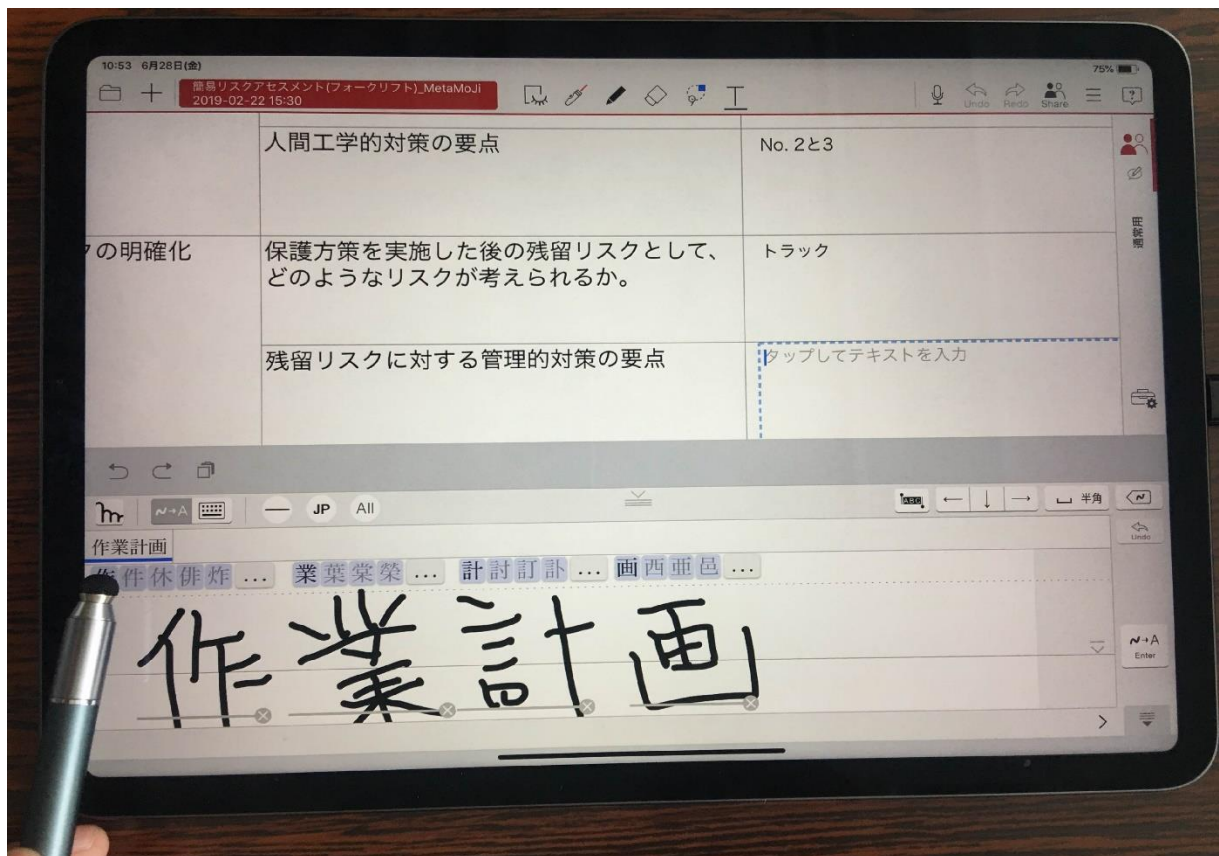 10:53 6月28日(金)
75%
簡易リスクアセスメント(フォークリフト)_MetaMoJi
2019-02-22 15:30
Undo Redo Share
人間工学的対策の要点
No. 2と3
通常用
クの明確化
保護方策を実施した後の残留リスクとして、
どのようなリスクが考えられるか。
トラック
残留リスクに対する管理的対策の要点
タップしてテキストを入力
JP All
ABC
半角
Undo
作業計画
作件休俳炸...
業葉棠榮...
計討訂訃...
画西亜邑...
作業計画
A
Enter